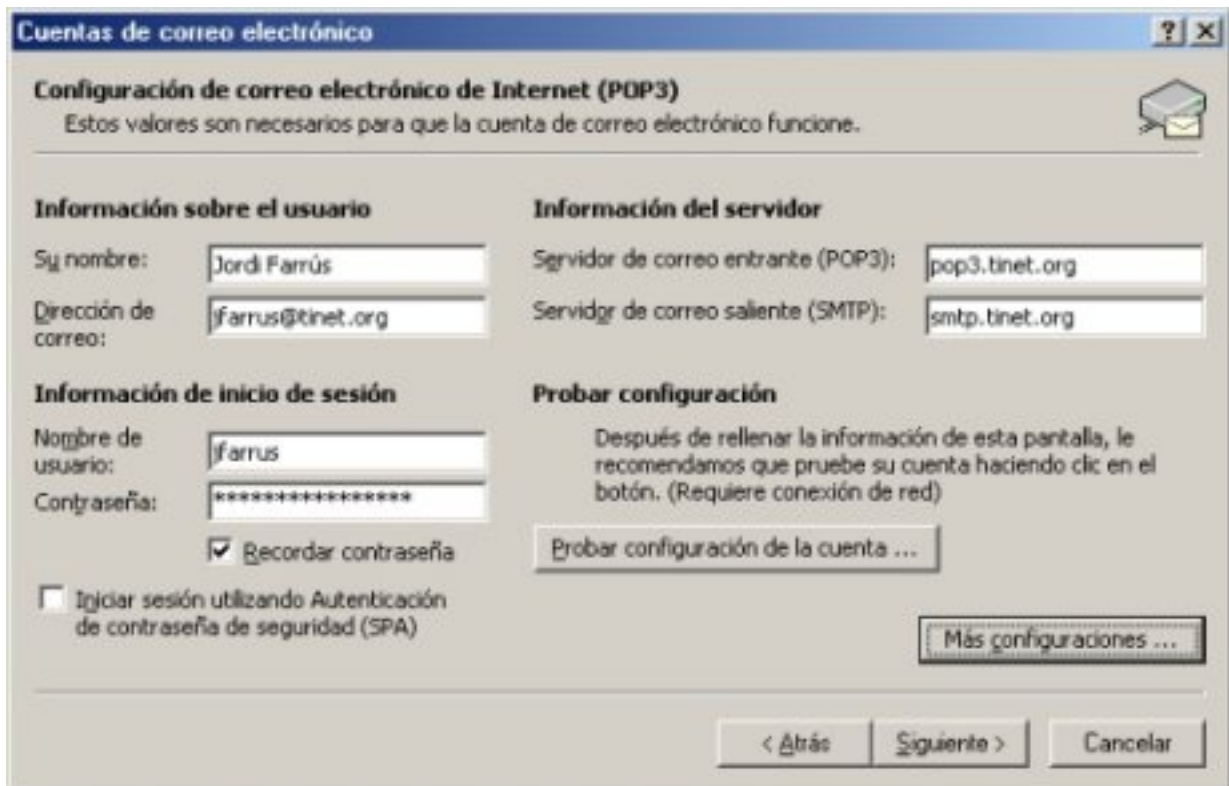 Cuentas de correo electrónico
Configuración de correo electrónico de Internet (POP3)
Estos valores son necesarios para que la cuenta de correo electrónico funcione.
Información sobre el usuario
Su nombre:
Jordi Farrús
Dirección de
correo:
jfarrus@tinet.org
Información del servidor
Servidor de correo entrante (POP3):
pop3.tinet.org
Servidor de correo saliente (SMTP):
smtp.tinet.org
Información de inicio de sesión
Nombre de
usuario:
jfarrus
Contraseña:
****************
Recordar contraseña
Iniciar sesión utilizando Autenticación
de contraseña de seguridad (SPA)
Probar configuración
Después de rellenar la información de esta pantalla, le
recomendamos que pruebe su cuenta haciendo clic en el
botón. (Requiere conexión de red)
Probar configuración de la cuenta ...
Más configuraciones ...
< Atrás
Siguiente >
Cancelar